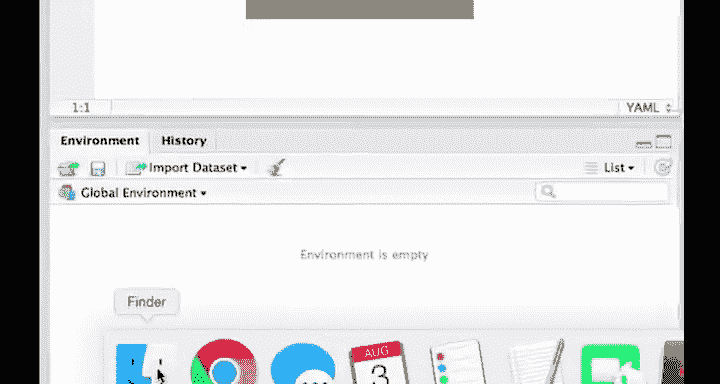 1:1 YAML
Environment History
Import Dataset List
Global Environment
Environment is empty
Finder
AUG
3